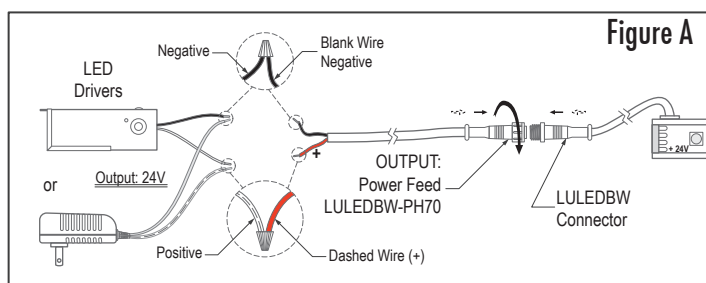 Figure A
Negative
Blank Wire
Negative
LED
Drivers
or
Output: 24V
+
OUTPUT:
Power Feed
LULEDBW-PH70
+ 24V
LULEDBW
Connector
Positive
Dashed Wire (+)